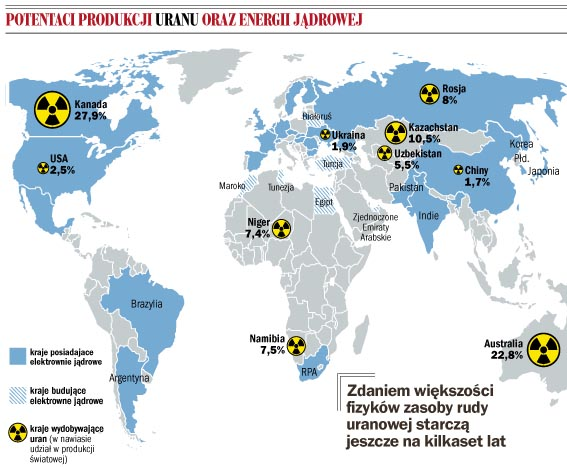 POTENTACI PRODUKCJI URANU ORAZ ENERGII JĄDROWEJ
Kanada
27,9%
USA
2,5%
Rosja
8%
Białoruś
Ukraina
1,9%
Kazachstan
10,5%
Uzbekistan
5,5%
Chiny
1,7%
Korea
Płd.
Japonia
Turcja
Maroko
Tunezja
Egipt
Pakistan
Indie
Zjednoczone
Emiraty
Arabskie
Niger
7,4%
Brazylia
Namibia
7,5%
Australia
22,8%
RPA
Argentyna
kraje posiadajace
elektrownie jądrowe
kraje budujące
elektrowne jądrowe
kraje wydobywające
uran (w nawiasie
udział w produkcji
światowej)
Zdaniem większości
fizyków zasoby rudy
uranowej starczą
jeszcze na kilkaset lat